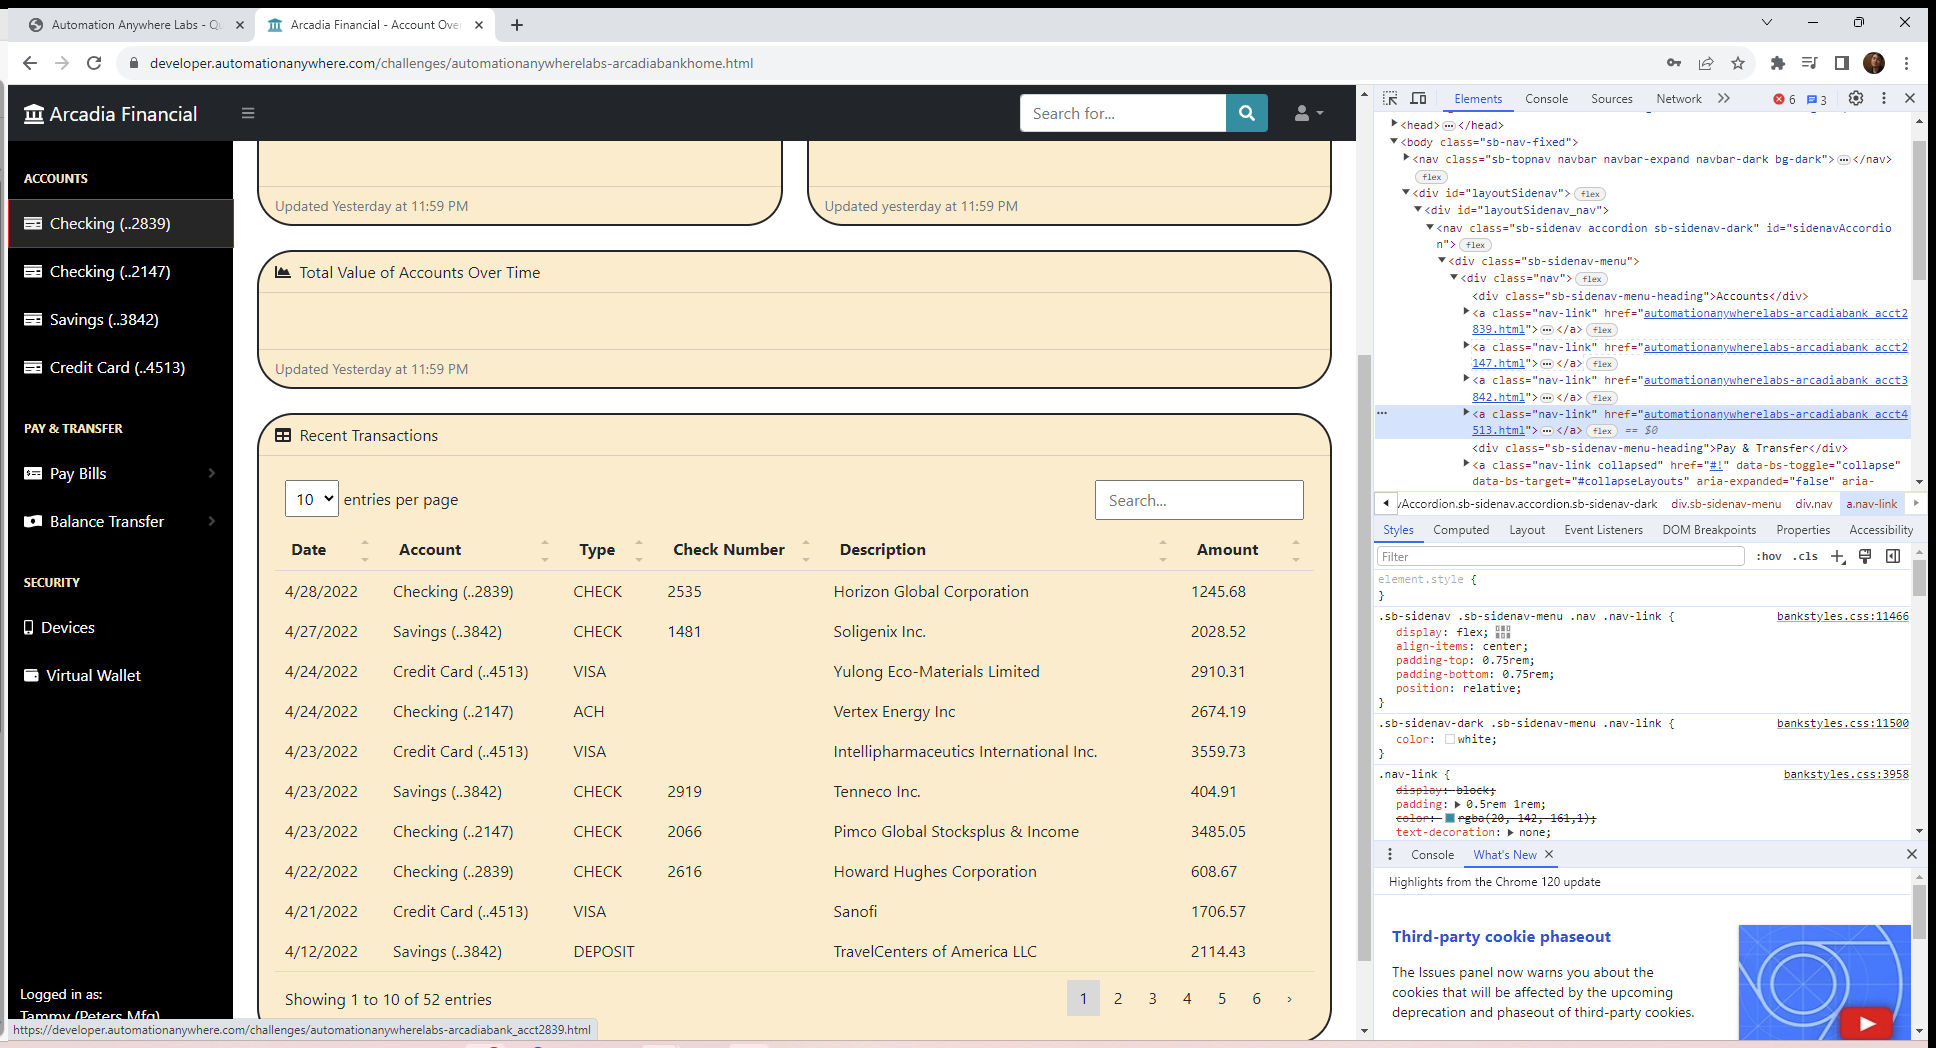 Automation Anywhere Labs - Qu
Arcadia Financial - Account Over
developer.automationanywhere.com/challenges/automationanywherelabs-arcadiabankhome.html
Arcadia Financial
Search for...
ACCOUNTS
Checking (..2839)
Checking (..2147)
Savings (..3842)
Credit Card (..4513)
PAY & TRANSFER
Pay Bills
Balance Transfer
SECURITY
Devices
Virtual Wallet
Logged in as:
Tammy (Peters Mfg)
https://developer.automationanywhere.com/challenges/automationanywherelabs-arcadiabank_acct2839.html
Updated Yesterday at 11:59 PM
Updated yesterday at 11:59 PM
Total Value of Accounts Over Time
Updated Yesterday at 11:59 PM
Recent Transactions
10 entries per page
Search...
Date Account Type Check Number Description Amount
4/28/2022 Checking (..2839) CHECK 2535 Horizon Global Corporation 1245.68
4/27/2022 Savings (..3842) CHECK 1481 Soligenix Inc. 2028.52
4/24/2022 Credit Card (..4513) VISA Yulong Eco-Materials Limited 2910.31
4/24/2022 Checking (..2147) ACH Vertex Energy Inc 2674.19
4/23/2022 Credit Card (..4513) VISA Intellipharmaceutics International Inc. 3559.73
4/23/2022 Savings (..3842) CHECK 2919 Tenneco Inc. 404.91
4/23/2022 Checking (..2147) CHECK 2066 Pimco Global Stocksplus & Income 3485.05
4/22/2022 Checking (..2839) CHECK 2616 Howard Hughes Corporation 608.67
4/21/2022 Credit Card (..4513) VISA Sanofi 1706.57
4/12/2022 Savings (..3842) DEPOSIT TravelCenters of America LLC 2114.43
Showing 1 to 10 of 52 entries
1 2 3 4 5 6 ›
Elements Console Sources Network » 6 3
<head> ··· </head>
<body class="sb-nav-fixed">
<nav class="sb-topnav navbar navbar-expand navbar-dark bg-dark"> ··· </nav>
flex
<div id="layoutSidenav"> flex
<div id="layoutSidenav_nav">
<nav class="sb-sidenav accordion sb-sidenav-dark" id="sidenavAccordio
n"> flex
<div class="sb-sidenav-menu">
<div class="nav"> flex
<div class="sb-sidenav-menu-heading">Accounts</div>
<a class="nav-link" href="automationanywherelabs-arcadiabank_acct2
839.html"> ··· </a> flex
<a class="nav-link" href="automationanywherelabs-arcadiabank_acct2
147.html"> ··· </a> flex
<a class="nav-link" href="automationanywherelabs-arcadiabank_acct3
842.html"> ··· </a> flex
··· <a class="nav-link" href="automationanywherelabs-arcadiabank_acct4
513.html"> ··· </a> flex == $0
<div class="sb-sidenav-menu-heading">Pay & Transfer</div>
<a class="nav-link collapsed" href="#!" data-bs-toggle="collapse"
data-bs-target="#collapseLayouts" aria-expanded="false" aria-
vAccordion.sb-sidenav.accordion.sb-sidenav-dark div.sb-sidenav-menu div.nav a.nav-link
Styles Computed Layout Event Listeners DOM Breakpoints Properties Accessibility
Filter :hov .cls
element.style {
}
.sb-sidenav .sb-sidenav-menu .nav .nav-link { bankstyles.css:11466
display: flex;
align-items: center;
padding-top: 0.75rem;
padding-bottom: 0.75rem;
position: relative;
}
.sb-sidenav-dark .sb-sidenav-menu .nav-link { bankstyles.css:11500
color: white;
}
.nav-link { bankstyles.css:3958
display: block;
padding: 0.5rem 1rem;
color: rgba(20, 142, 161,1);
text-decoration: none;
Console What's New
Highlights from the Chrome 120 update
Third-party cookie phaseout
The Issues panel now warns you about the
cookies that will be affected by the upcoming
deprecation and phaseout of third-party cookies.